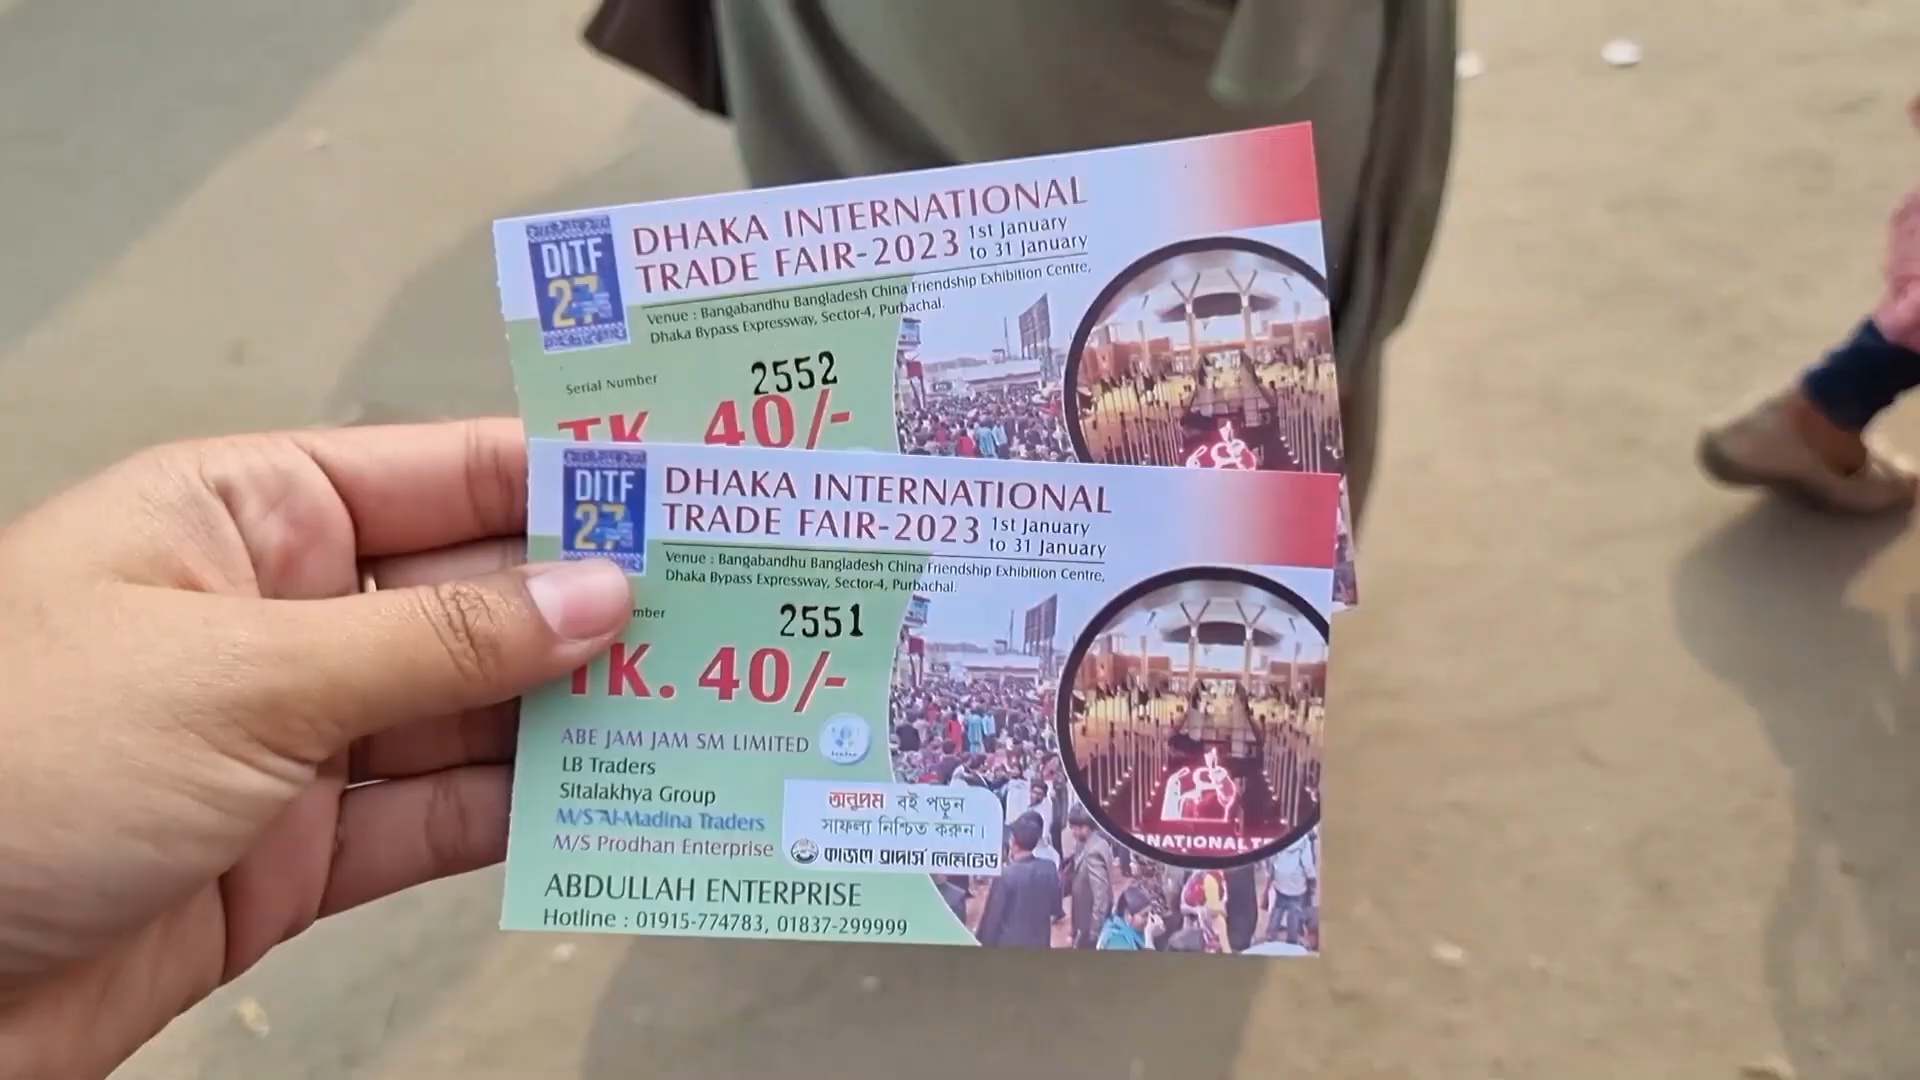 DITF
27
DHAKA INTERNATIONAL
TRADE FAIR-2023
1st January
to 31 January
Venue : Bangabandhu Bangladesh China Friendship Exhibition Centre,
Dhaka Bypass Expressway, Sector-4, Purbachal.
Serial Number
2552
TK. 40/-
DITF
27
DHAKA INTERNATIONAL
TRADE FAIR-2023
1st January
to 31 January
Venue : Bangabandhu Bangladesh China Friendship Exhibition Centre,
Dhaka Bypass Expressway, Sector-4, Purbachal.
mber
2551
TK. 40/-
ABE JAM JAM SM LIMITED
LB Traders
Sitalakhya Group
M/S Al-Madina Traders
M/S Prodhan Enterprise
অনুপম বই পড়ুন
সাফল্য নিশ্চিত করুন।
কাজল ব্রাদার্স লিমিটেড
ABDULLAH ENTERPRISE
Hotline : 01915-774783, 01837-299999
RNATIONAL T